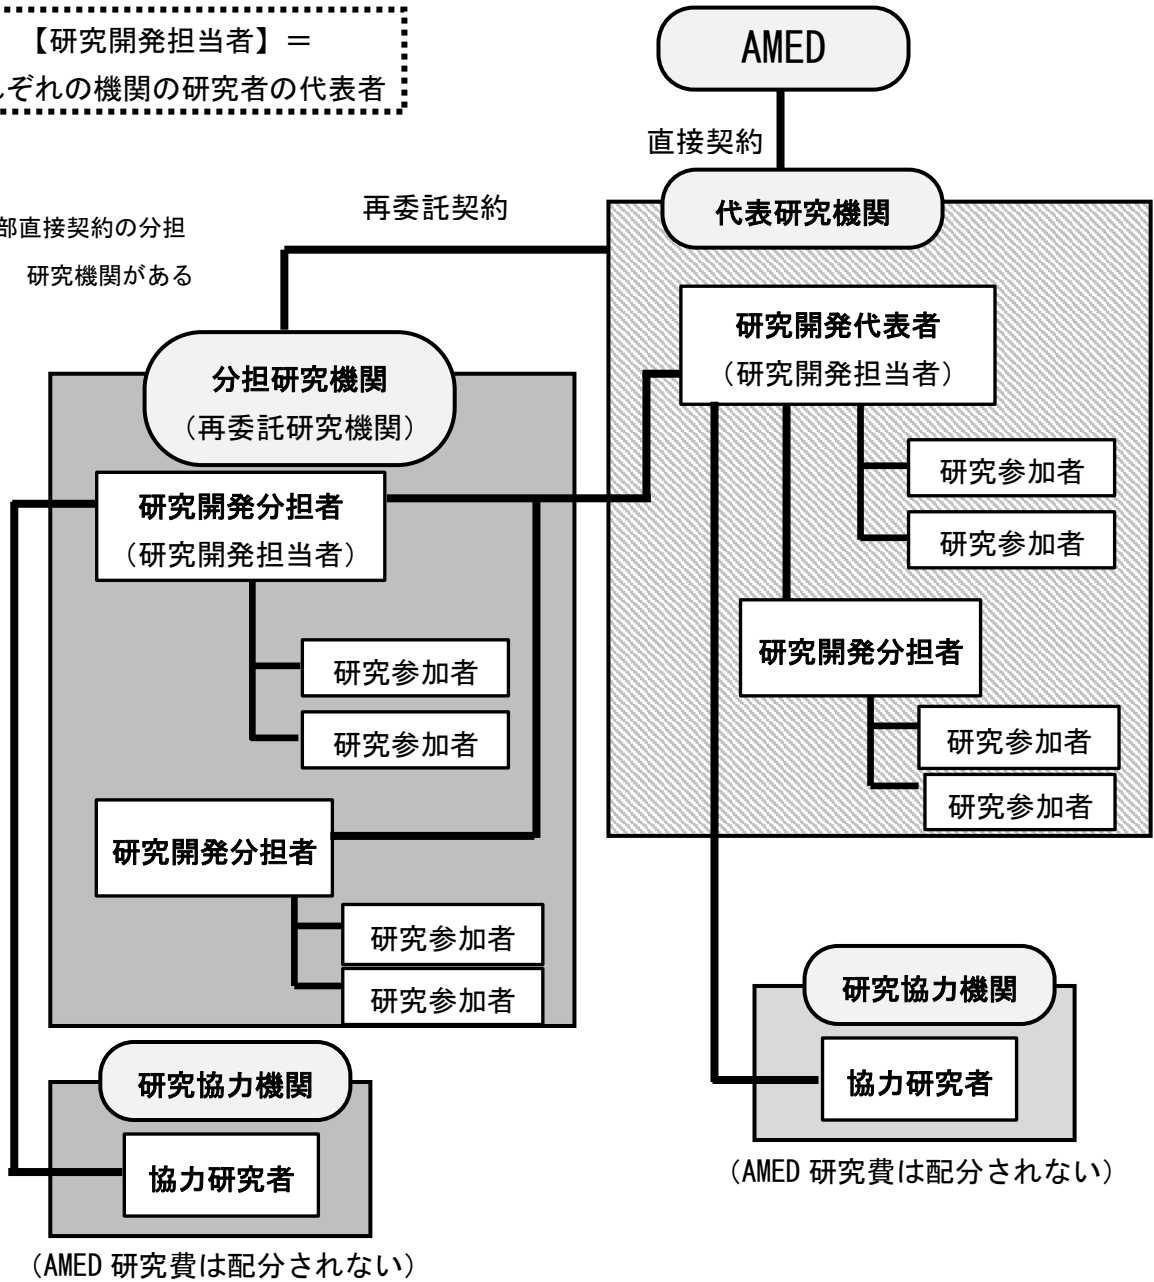 【研究開発担当者】＝
ぞれの機関の研究者の代表者
AMED
直接契約
再委託契約
代表研究機関
部直接契約の分担
研究機関がある
研究開発代表者
（研究開発担当者）
分担研究機関
（再委託研究機関）
研究参加者
研究参加者
研究開発分担者
（研究開発担当者）
研究開発分担者
研究参加者
研究参加者
研究参加者
研究参加者
研究開発分担者
研究参加者
研究参加者
研究協力機関
協力研究者
（AMED 研究費は配分されない）
研究協力機関
協力研究者
（AMED 研究費は配分されない）